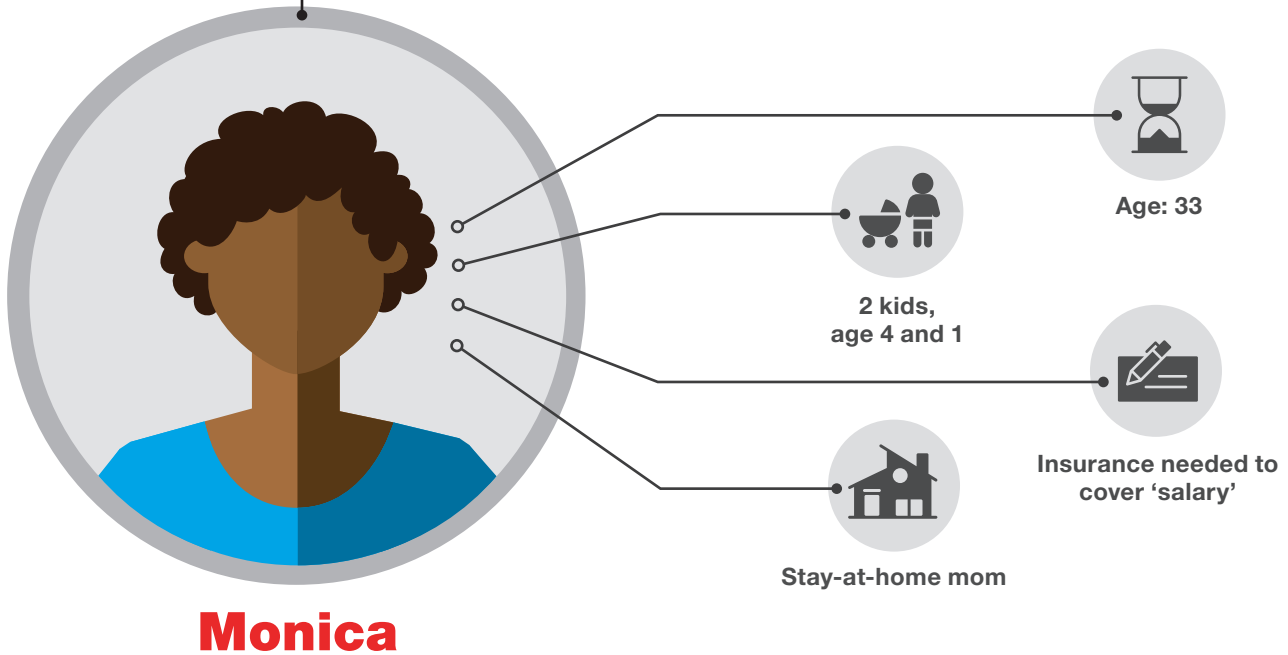 Age: 33
2 kids,
age 4 and 1
Insurance needed to
cover ‘salary’
Stay-at-home mom
Monica